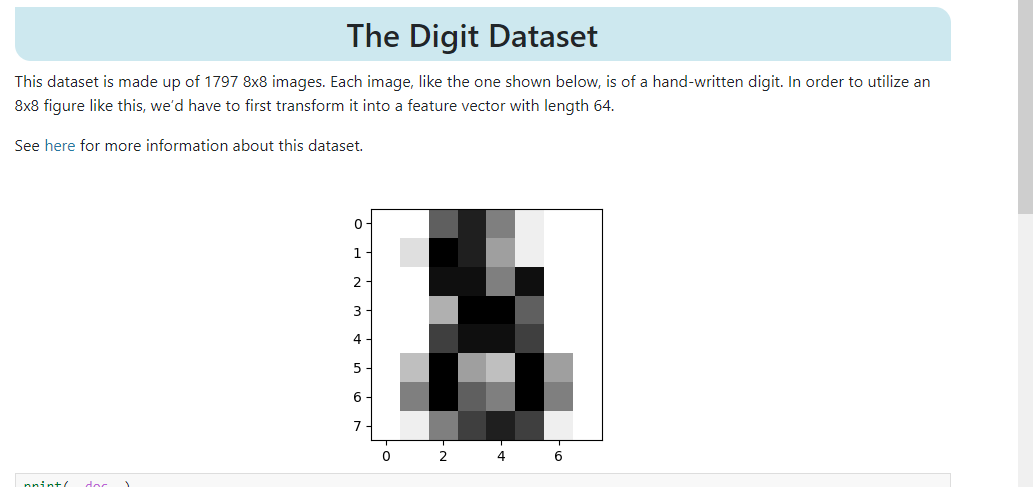 The Digit Dataset
This dataset is made up of 1797 8x8 images. Each image, like the one shown below, is of a hand-written digit. In order to utilize an
8x8 figure like this, we’d have to first transform it into a feature vector with length 64.
See here for more information about this dataset.
0
1
2
3
4
5
6
7
0 2 4 6
print(__doc__)